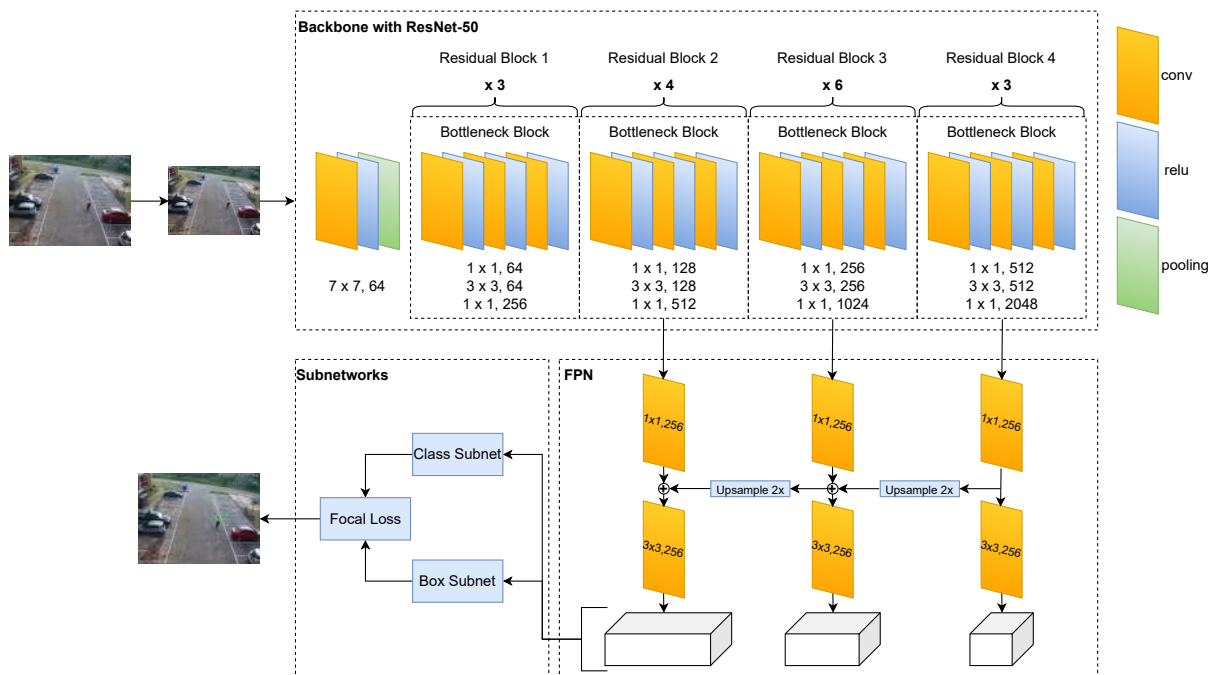 Backbone with ResNet-50
Residual Block 1
x 3
Residual Block 2
x 4
Residual Block 3
x 6
Residual Block 4
x 3
Bottleneck Block
Bottleneck Block
Bottleneck Block
Bottleneck Block
7 x 7, 64
1 x 1, 64
3 x 3, 64
1 x 1, 256
1 x 1, 128
3 x 3, 128
1 x 1, 512
1 x 1, 256
3 x 3, 256
1 x 1, 1024
1 x 1, 512
3 x 3, 512
1 x 1, 2048
conv
relu
pooling
Subnetworks
Class Subnet
Focal Loss
Box Subnet
FPN
1x1,256
1x1,256
1x1,256
Upsample 2x
Upsample 2x
3x3,256
3x3,256
3x3,256